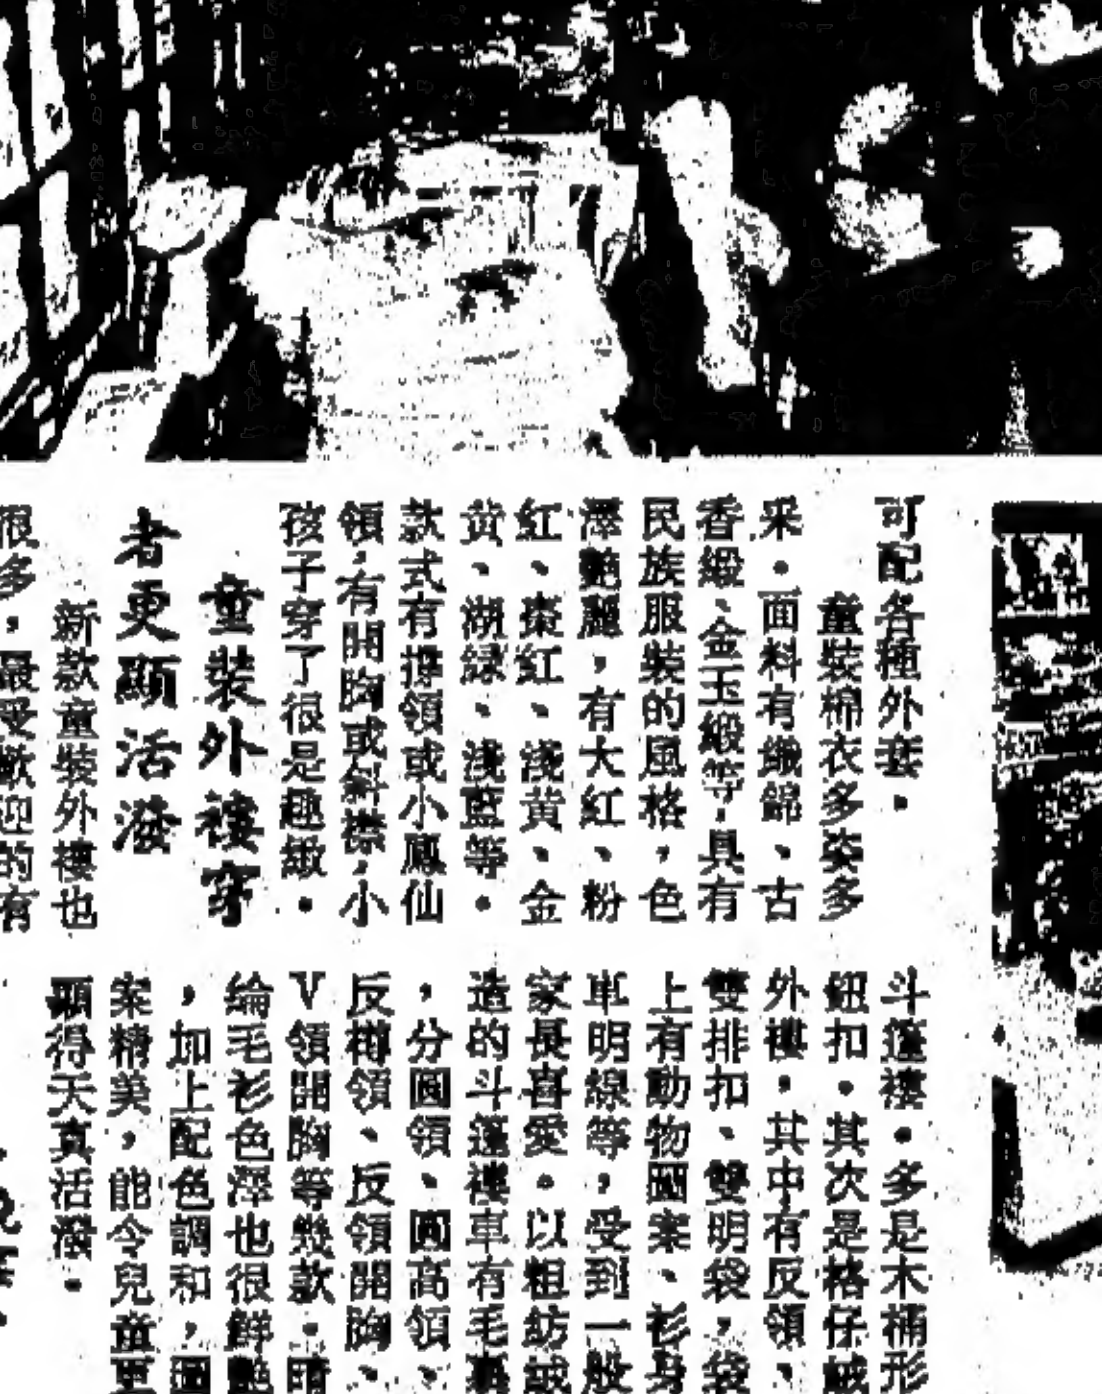 可配各種外套。
童裝棉衣多姿多
采。面料有織錦、古
香緞、金玉緞等，具有
民族服裝的風格，色
澤艷麗，有大紅、粉
紅、棗紅、淺黄、金
黄、湖緑、淺藍等。
款式有撑領或小鳳仙
領，有開胸或斜襟，小
孩子穿了很是趣緻。
童裝外褸穿
者更顯活潑
新款童裝外褸也
很多，最受歡迎的有
斗篷褸。多是木桶形
鈕扣。其次是格仔絨
外褸。其中有反領、
雙排扣、雙明袋，袋
上有動物圖案、衫身
車明線等，受到一般
家長喜愛。以粗紡絨
造的斗篷褸車有毛裏
，分圓領、圓高領、
反樽領、反領開胸、
V領開胸等幾款。晴
綸毛衫色澤也很鮮艷
，加上配色調和，圖
案精美，能令兒童更
顯得天真活潑。